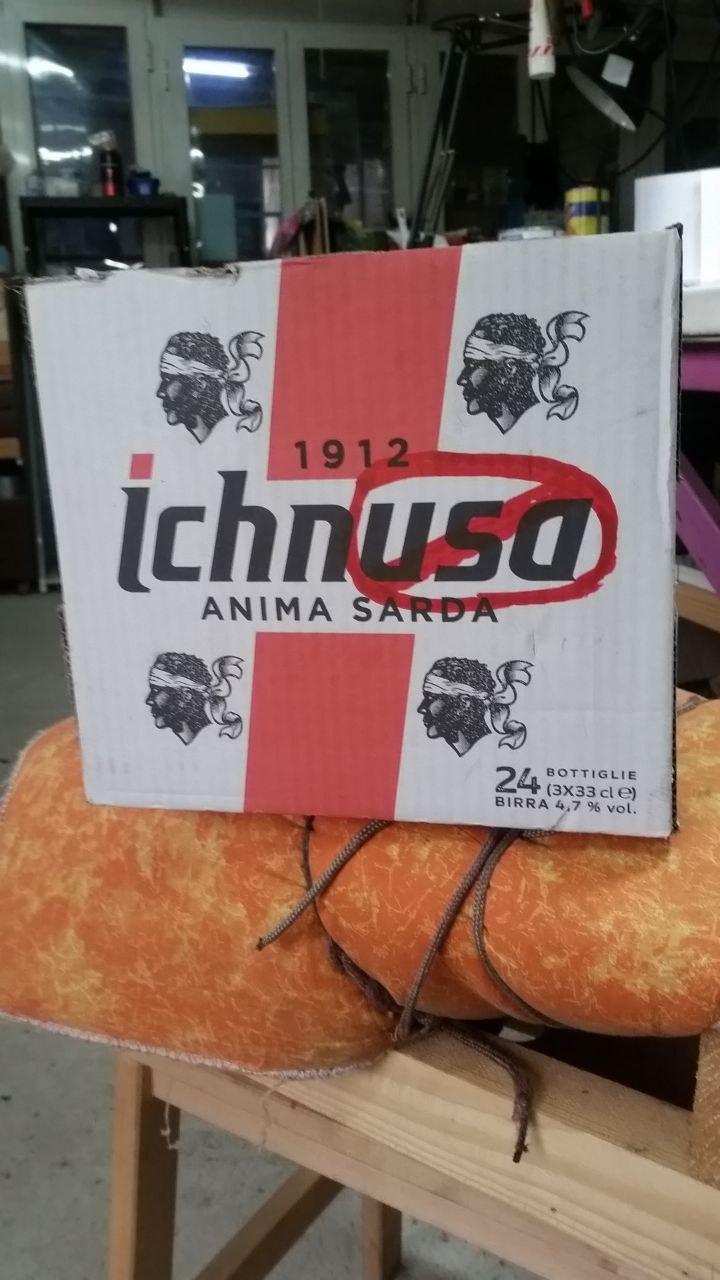 1912
ichnusa
ANIMA SARDA
24 BOTTIGLIE
(3X33 cl e)
BIRRA 4,7 % vol.